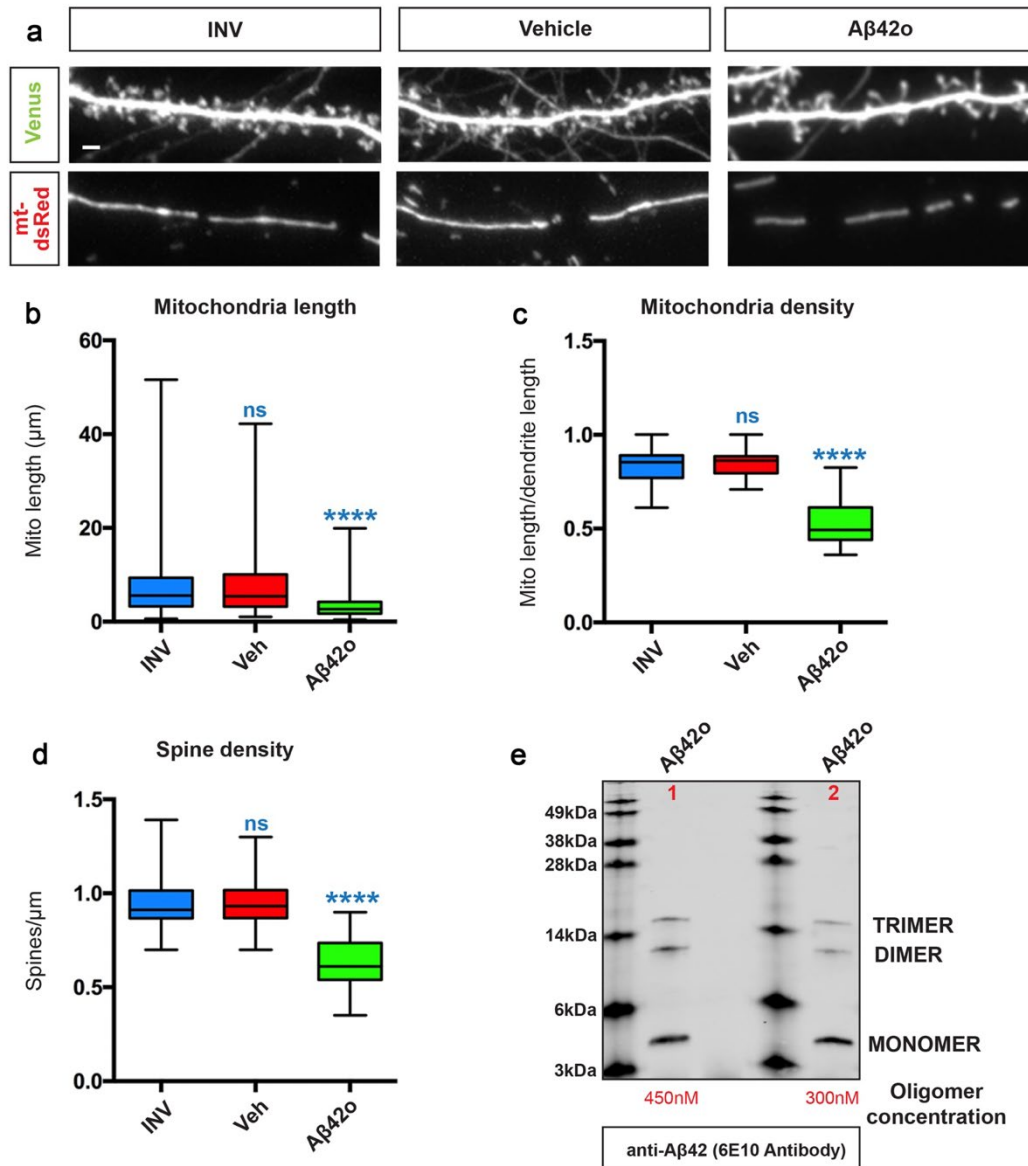 a
INV
Vehicle
Aβ42o
Venus
mt-
dsRed
b
Mitochondria length
Mito length (µm)
60
40
20
0
ns
****
INV
Veh
Aβ42o
c
Mitochondria density
Mito length/dendrite length
1.5
1.0
0.5
0.0
ns
****
INV
Veh
Aβ42o
d
Spine density
Spines/µm
1.5
1.0
0.5
0.0
ns
****
INV
Veh
Aβ42o
e
Aβ42o
Aβ42o
1
2
49kDa
38kDa
28kDa
14kDa
6kDa
3kDa
TRIMER
DIMER
MONOMER
450nM
300nM
Oligomer
concentration
anti-Aβ42 (6E10 Antibody)